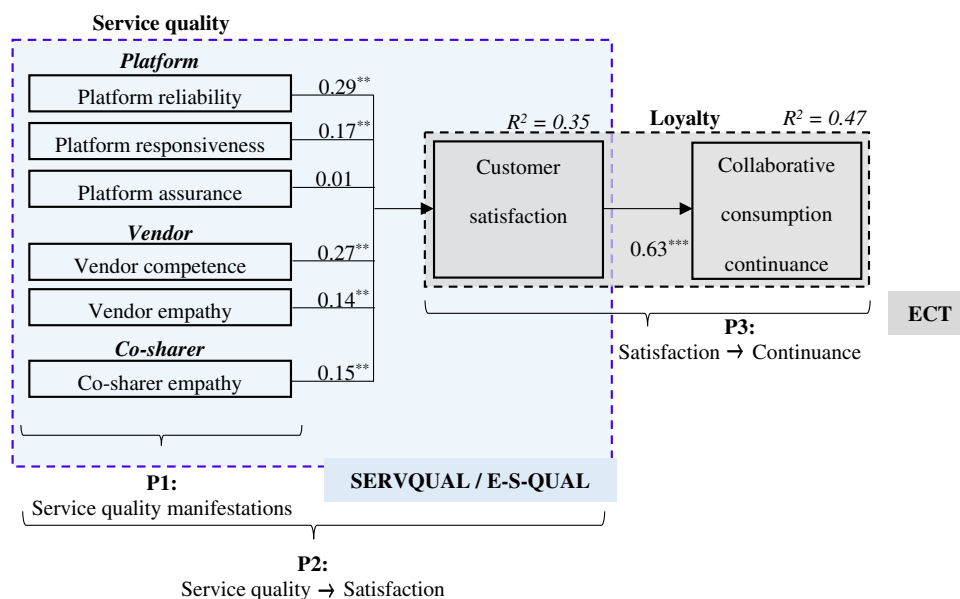 Service quality
Platform
Platform reliability
0.29**
Platform responsiveness
0.17**
Platform assurance
0.01
Vendor
Vendor competence
0.27**
Vendor empathy
0.14**
Co-sharer
Co-sharer empathy
0.15**
R² = 0.35
Loyalty
R² = 0.47
Customer
satisfaction
0.63***
Collaborative
consumption
continuance
P3:
Satisfaction → Continuance
ECT
SERVQUAL / E-S-QUAL
P1:
Service quality manifestations
P2:
Service quality → Satisfaction